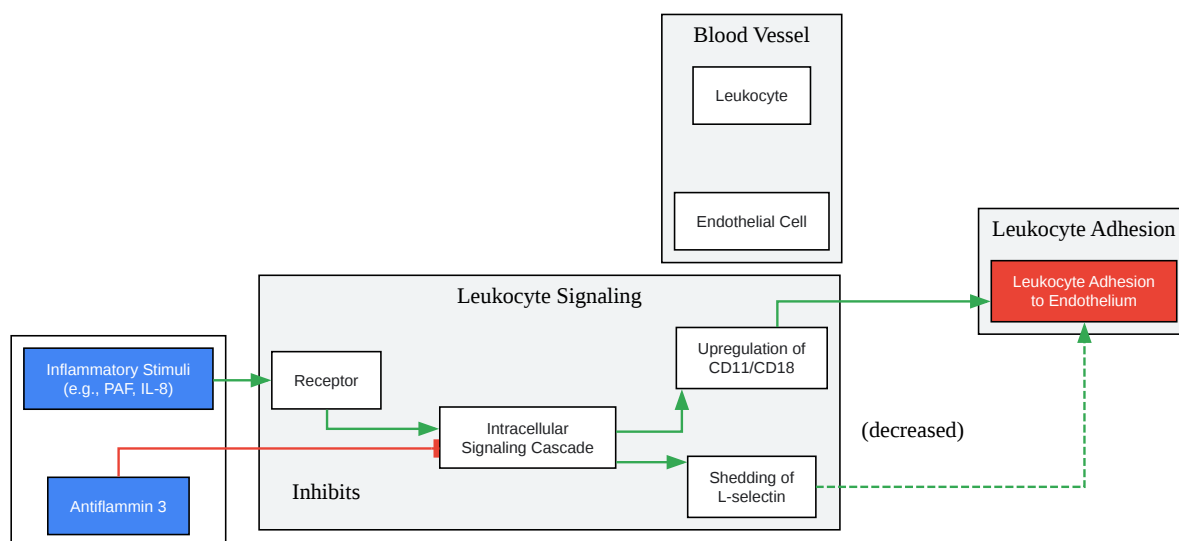 Blood Vessel
Leukocyte
Endothelial Cell
Leukocyte Adhesion
Leukocyte Adhesion
to Endothelium
Leukocyte Signaling
Upregulation of
CD11/CD18
Inflammatory Stimuli
(e.g., PAF, IL-8)
Receptor
Intracellular
Signaling Cascade
(decreased)
Shedding of
L-selectin
Inhibits
Antiflammin 3